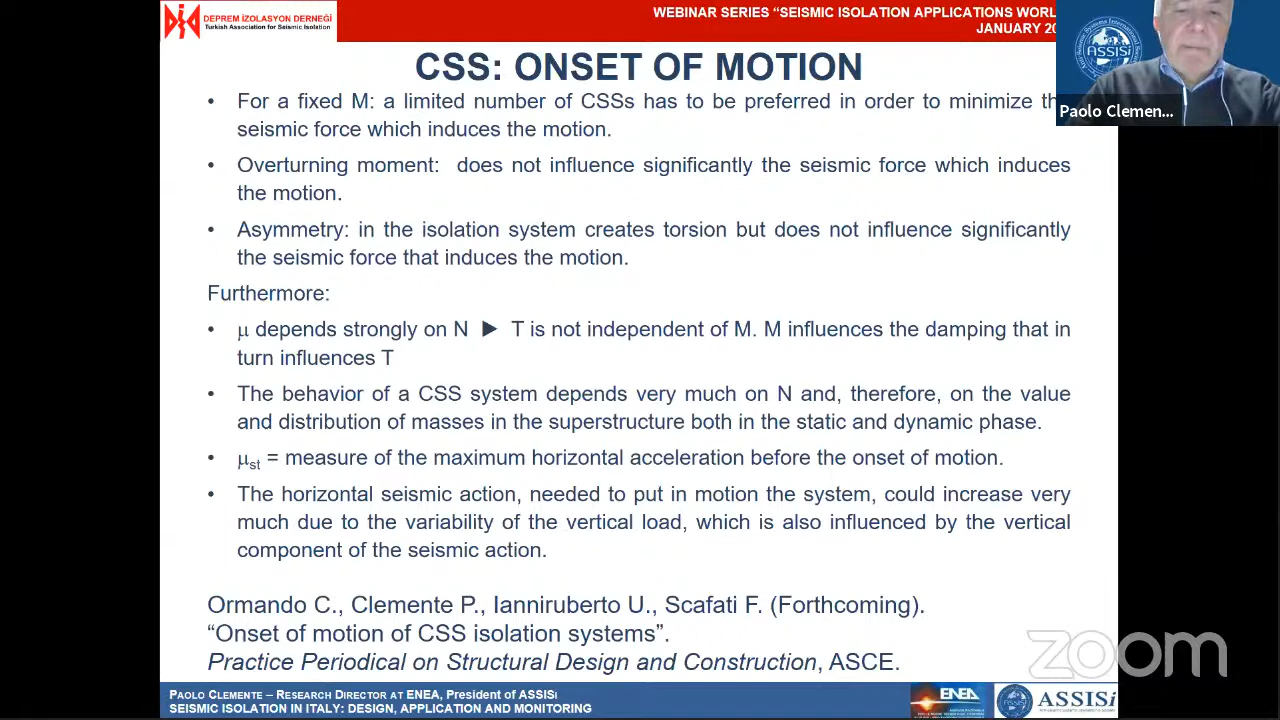 DEPREM İZOLASYON DERNEĞİ
Turkish Association for Seismic Isolation
WEBINAR SERIES “SEISMIC ISOLATION APPLICATIONS
JANUARY
ASSISi
Paolo Clemen...
CSS: ONSET OF MOTION
• For a fixed M: a limited number of CSSs has to be preferred in order to minimize
seismic force which induces the motion.
• Overturning moment: does not influence significantly the seismic force which induces
the motion.
• Asymmetry: in the isolation system creates torsion but does not influence significantly
the seismic force that induces the motion.
Furthermore:
• μ depends strongly on N ► T is not independent of M. M influences the damping that in
turn influences T
• The behavior of a CSS system depends very much on N and, therefore, on the value
and distribution of masses in the superstructure both in the static and dynamic phase.
• μst = measure of the maximum horizontal acceleration before the onset of motion.
• The horizontal seismic action, needed to put in motion the system, could increase very
much due to the variability of the vertical load, which is also influenced by the vertical
component of the seismic action.
Ormando C., Clemente P., Ianniruberto U., Scafati F. (Forthcoming).
“Onset of motion of CSS isolation systems”.
Practice Periodical on Structural Design and Construction, ASCE.
zoom
PAOLO CLEMENTE – RESEARCH DIRECTOR AT ENEA, President of ASSISi
SEISMIC ISOLATION IN ITALY: DESIGN, APPLICATION AND MONITORING
ENEA
ASSISi